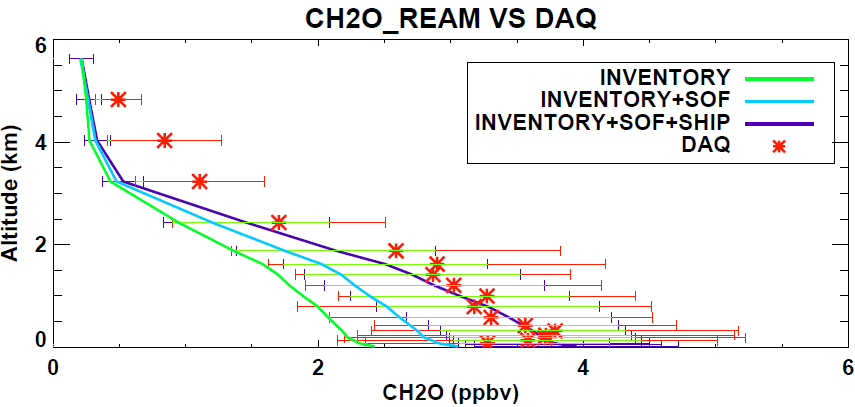 CH2O_REAM VS DAQ
6
INVENTORY
INVENTORY+SOF
INVENTORY+SOF+SHIP
DAQ
4
Altitude (km)
2
0
0 2 4 6
CH2O (ppbv)